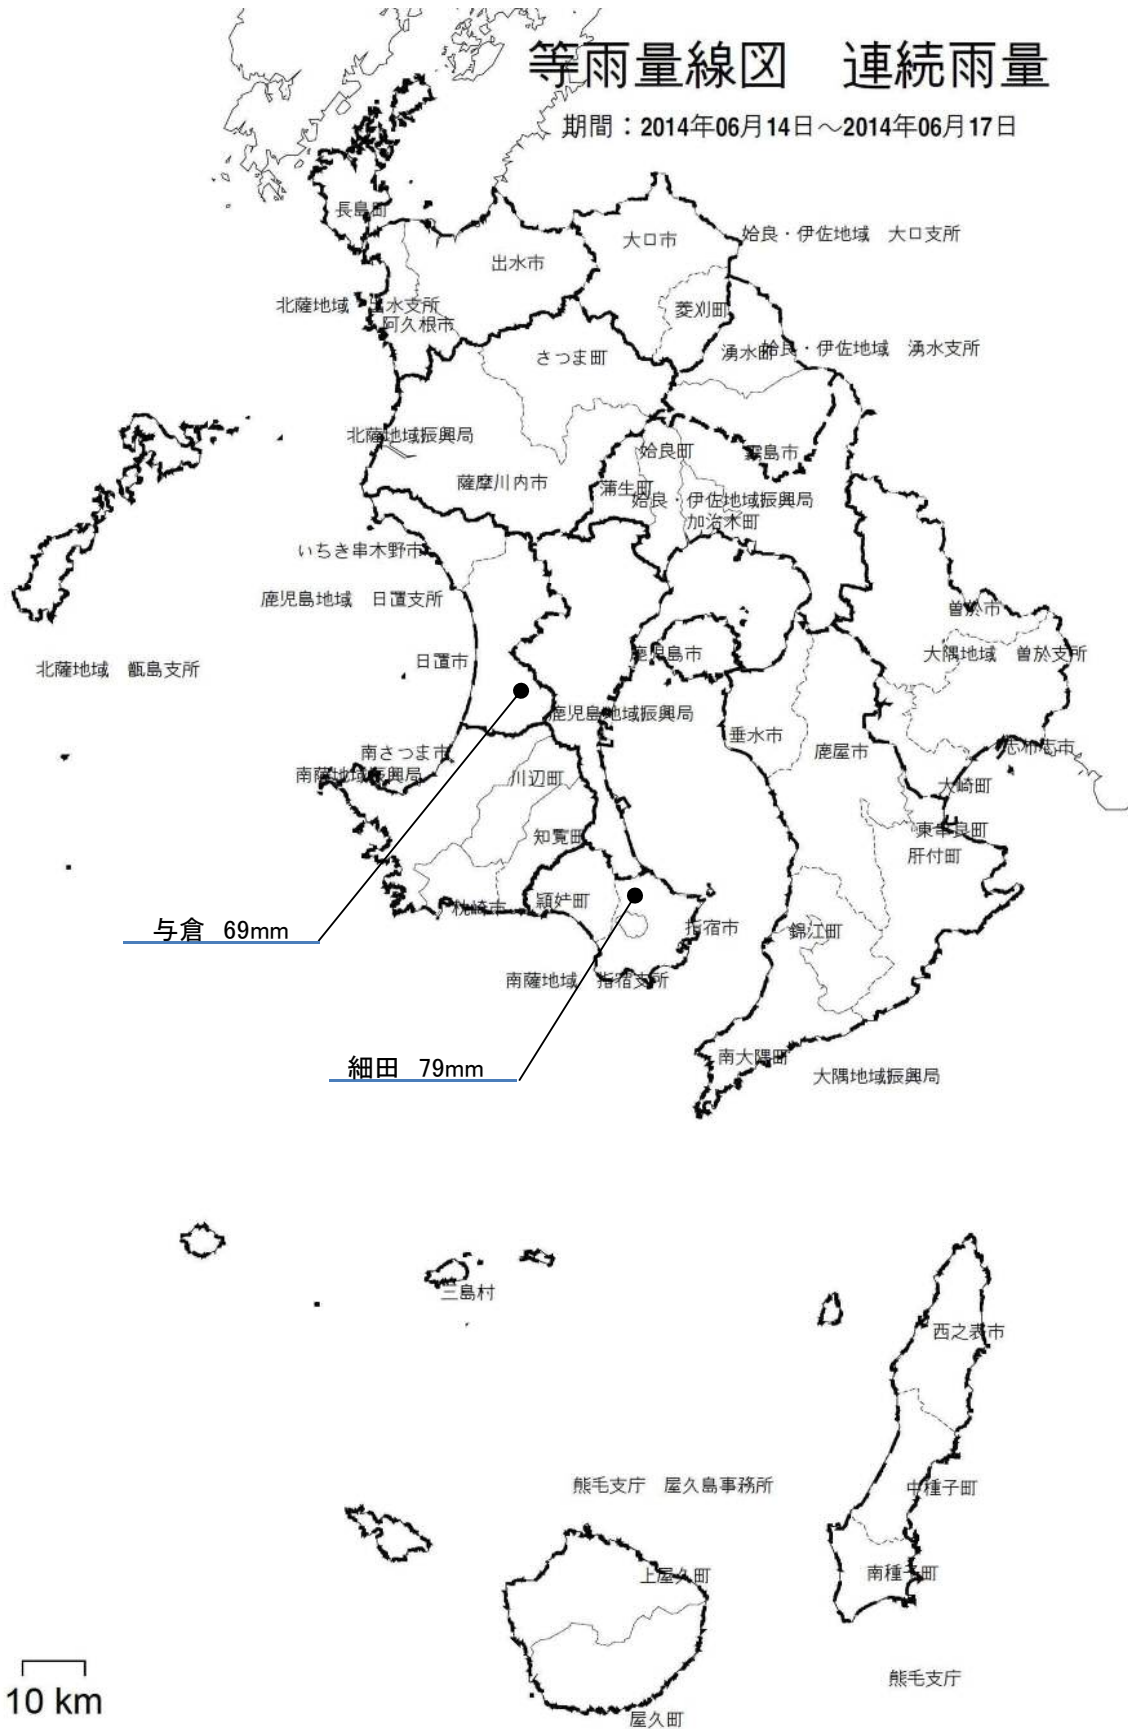 等雨量線図　連続雨量
期間：2014年06月14日～2014年06月17日
長島町
大口市
姶良・伊佐地域　大口支所
出水市
北薩地域　出水支所
菱刈町
阿久根市
湧水町
姶良・伊佐地域　湧水支所
さつま町
北薩地域振興局
姶良町
霧島市
薩摩川内市
蒲生町
姶良・伊佐地域振興局
加治木町
いちき串木野市
鹿児島地域　日置支所
曽於市
鹿児島市
大隅地域　曽於支所
日置市
北薩地域　甑島支所
鹿児島地域振興局
垂水市
南さつま市
鹿屋市
志布志市
南薩地域振興局
川辺町
大崎町
知覧町
東串良町
肝付町
枕崎市
頴娃町
与倉　69mm
指宿市
錦江町
南薩地域　指宿支所
細田　79mm
南大隅町
大隅地域振興局
三島村
西之表市
熊毛支庁　屋久島事務所
中種子町
上屋久町
南種子町
熊毛支庁
10 km
屋久町